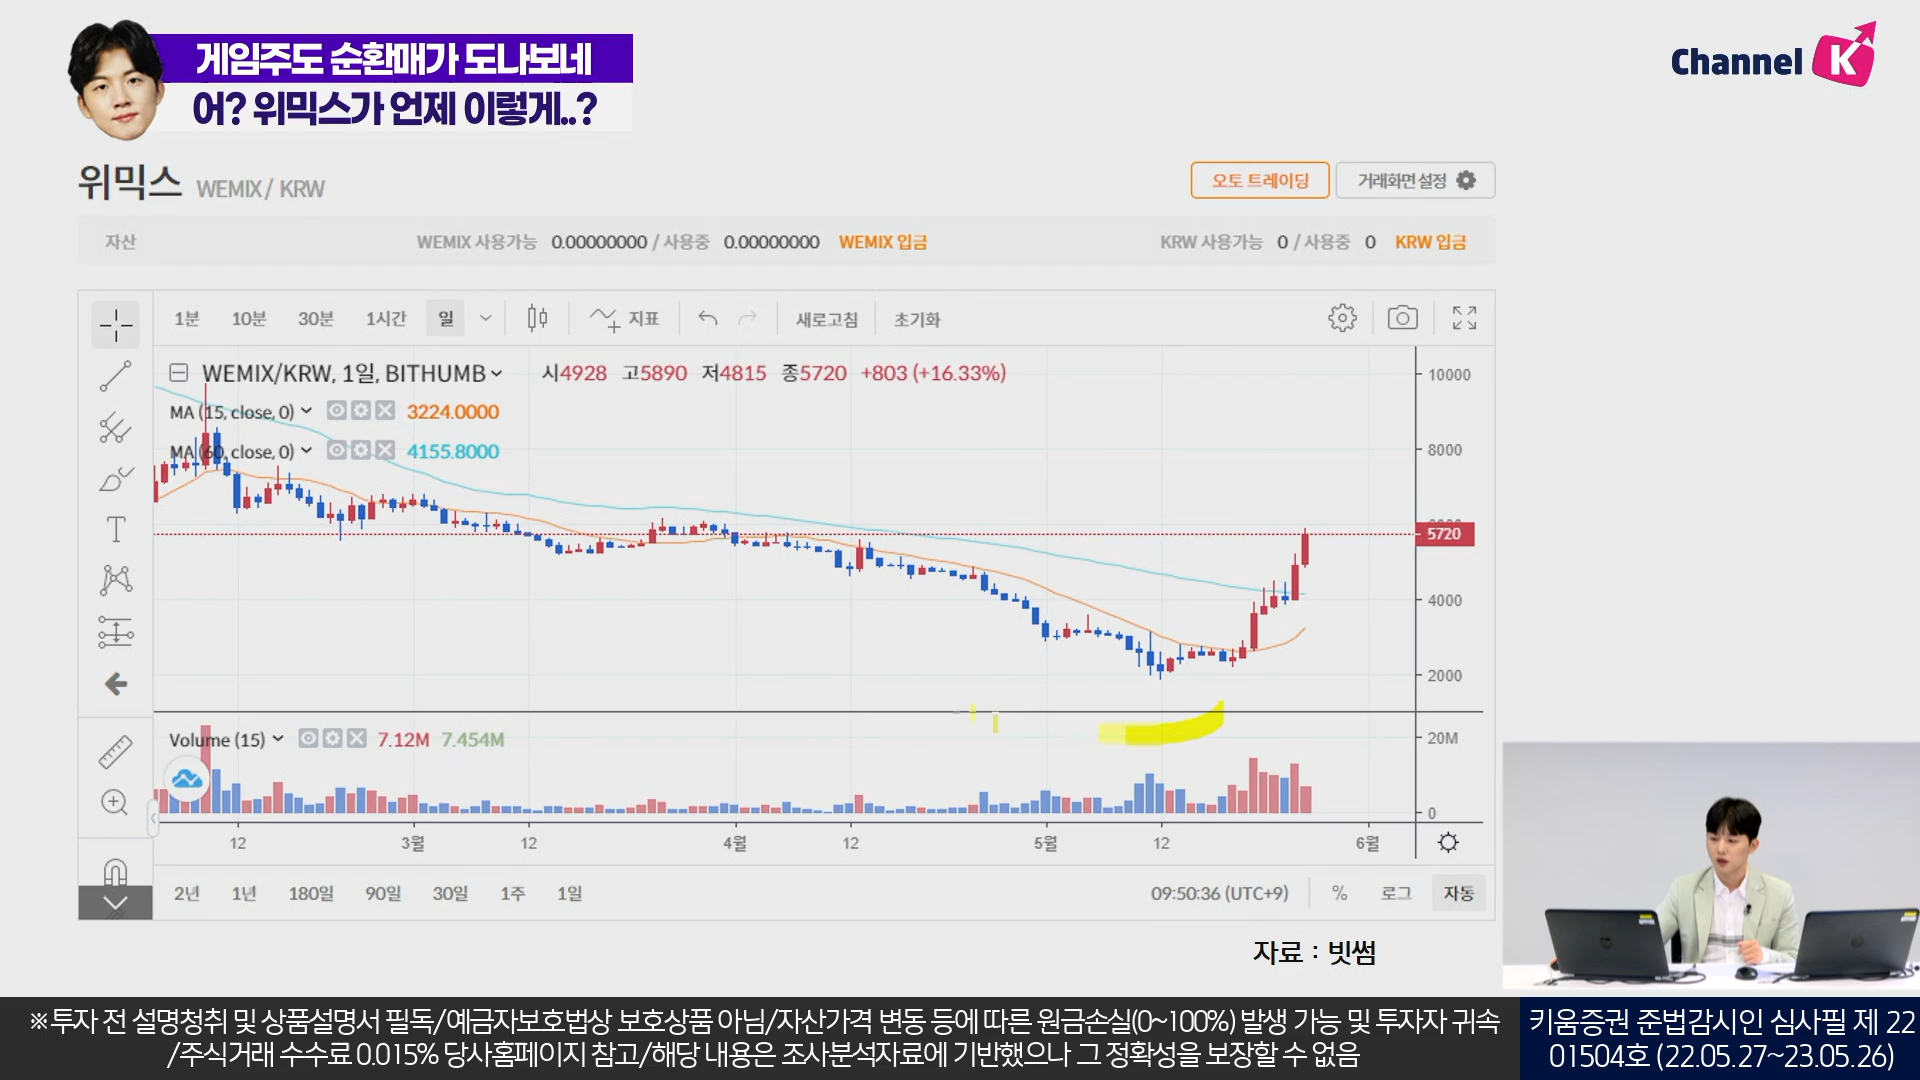 게임주도 순환매가 도나보네
어? 위믹스가 언제 이렇게..?
Channel K
위믹스 WEMIX/ KRW
오토 트레이딩 거래화면 설정
자산 WEMIX 사용가능 0.00000000 / 사용중 0.00000000 WEMIX 입금 KRW 사용가능 0 / 사용중 0 KRW 입금
1분 10분 30분 1시간 일 지표 새로고침 초기화
WEMIX/KRW, 1일, BITHUMB 시4928 고5890 저4815 종5720 +803 (+16.33%)
MA (15, close, 0) 3224.0000
MA (60, close, 0) 4155.8000
10000
8000
5720
4000
2000
Volume (15) 7.12M 7.454M
20M
0
12 3월 12 4월 12 5월 12 6월
2년 1년 180일 90일 30일 1주 1일 09:50:36 (UTC+9) % 로그 자동
자료 : 빗썸
※투자 전 설명청취 및 상품설명서 필독/예금자보호법상 보호상품 아님/자산가격 변동 등에 따른 원금손실(0~100%) 발생 가능 및 투자자 귀속
/주식거래 수수료 0.015% 당사홈페이지 참고/해당 내용은 조사분석자료에 기반했으나 그 정확성을 보장할 수 없음
키움증권 준법감시인 심사필 제 22
01504호 (22.05.27~23.05.26)